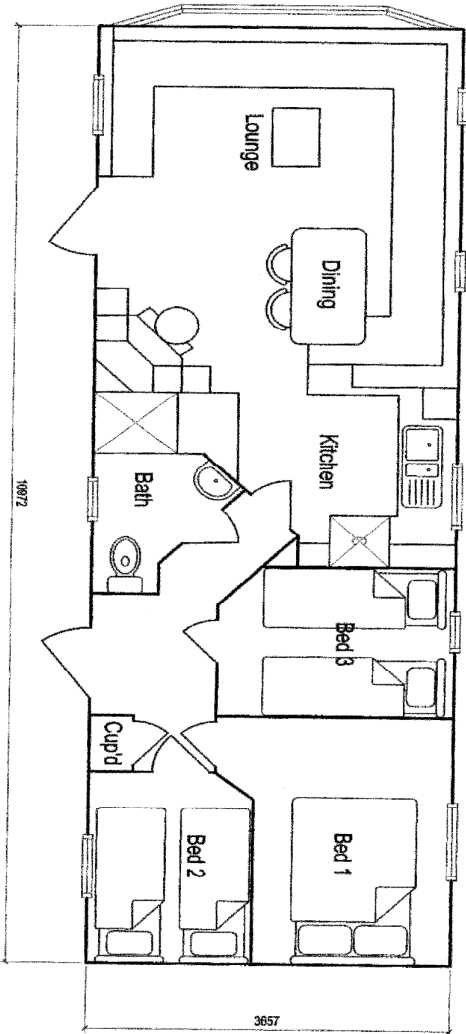 Lounge
Dining
Kitchen
Bath
Bed 3
Cup'd
Bed 2
Bed 1
10972
3657